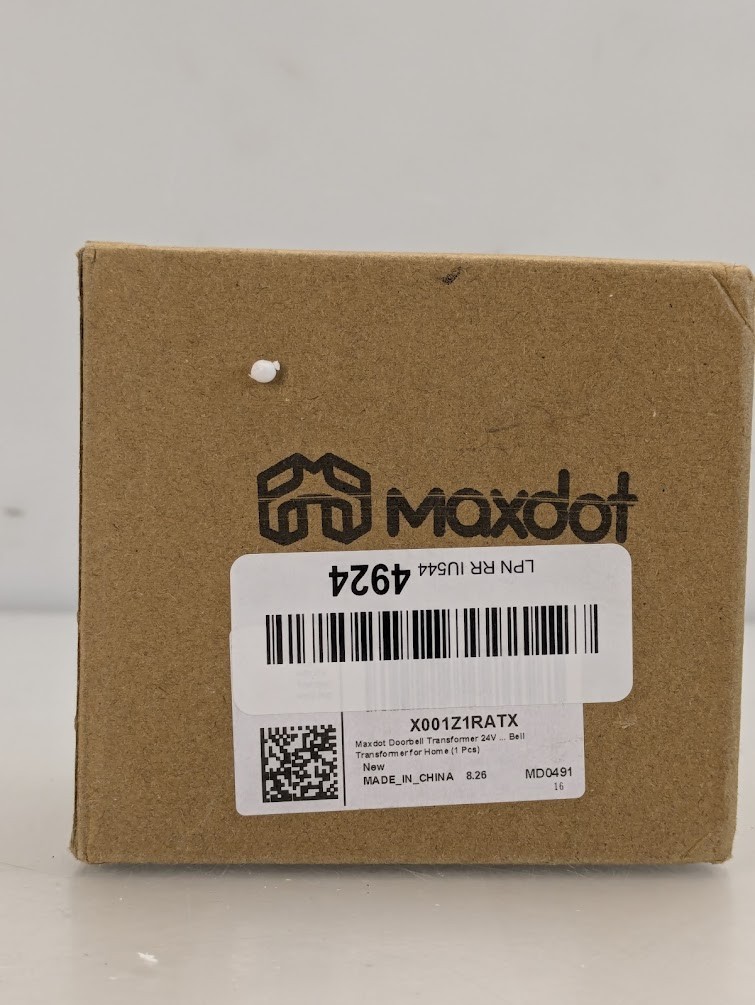 Maxdot
LPN RR IU544 4924
X001Z1RATX
Maxdot Doorbell Transformer 24V ... Bell
Transformer for Home (1 Pcs)
New
MADE_IN_CHINA 8.26 MD0491
16